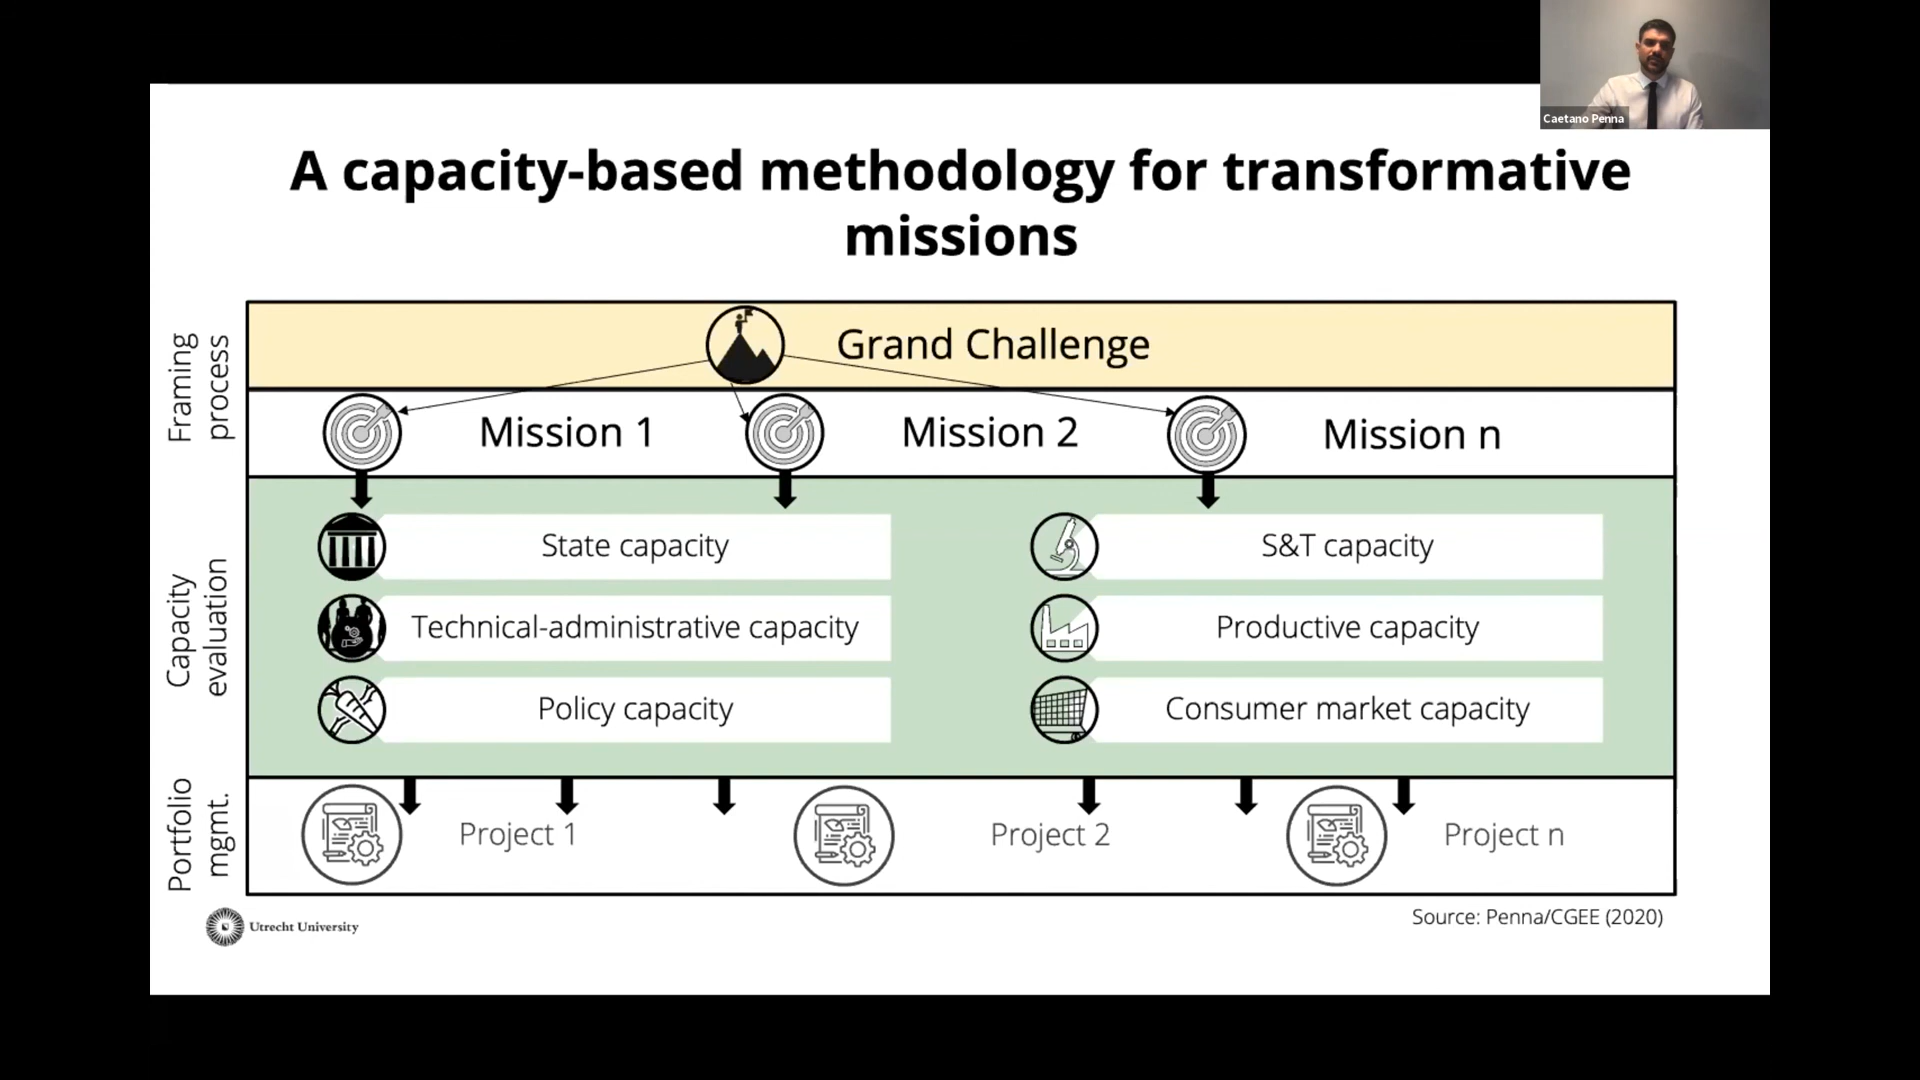 Caetano Penna
A capacity-based methodology for transformative
missions
Framing
process
Grand Challenge
Mission 1
Mission 2
Mission n
Capacity
evaluation
State capacity
S&T capacity
Technical-administrative capacity
Productive capacity
Policy capacity
Consumer market capacity
Portfolio
mgmt.
Project 1
Project 2
Project n
Utrecht University
Source: Penna/CGEE (2020)